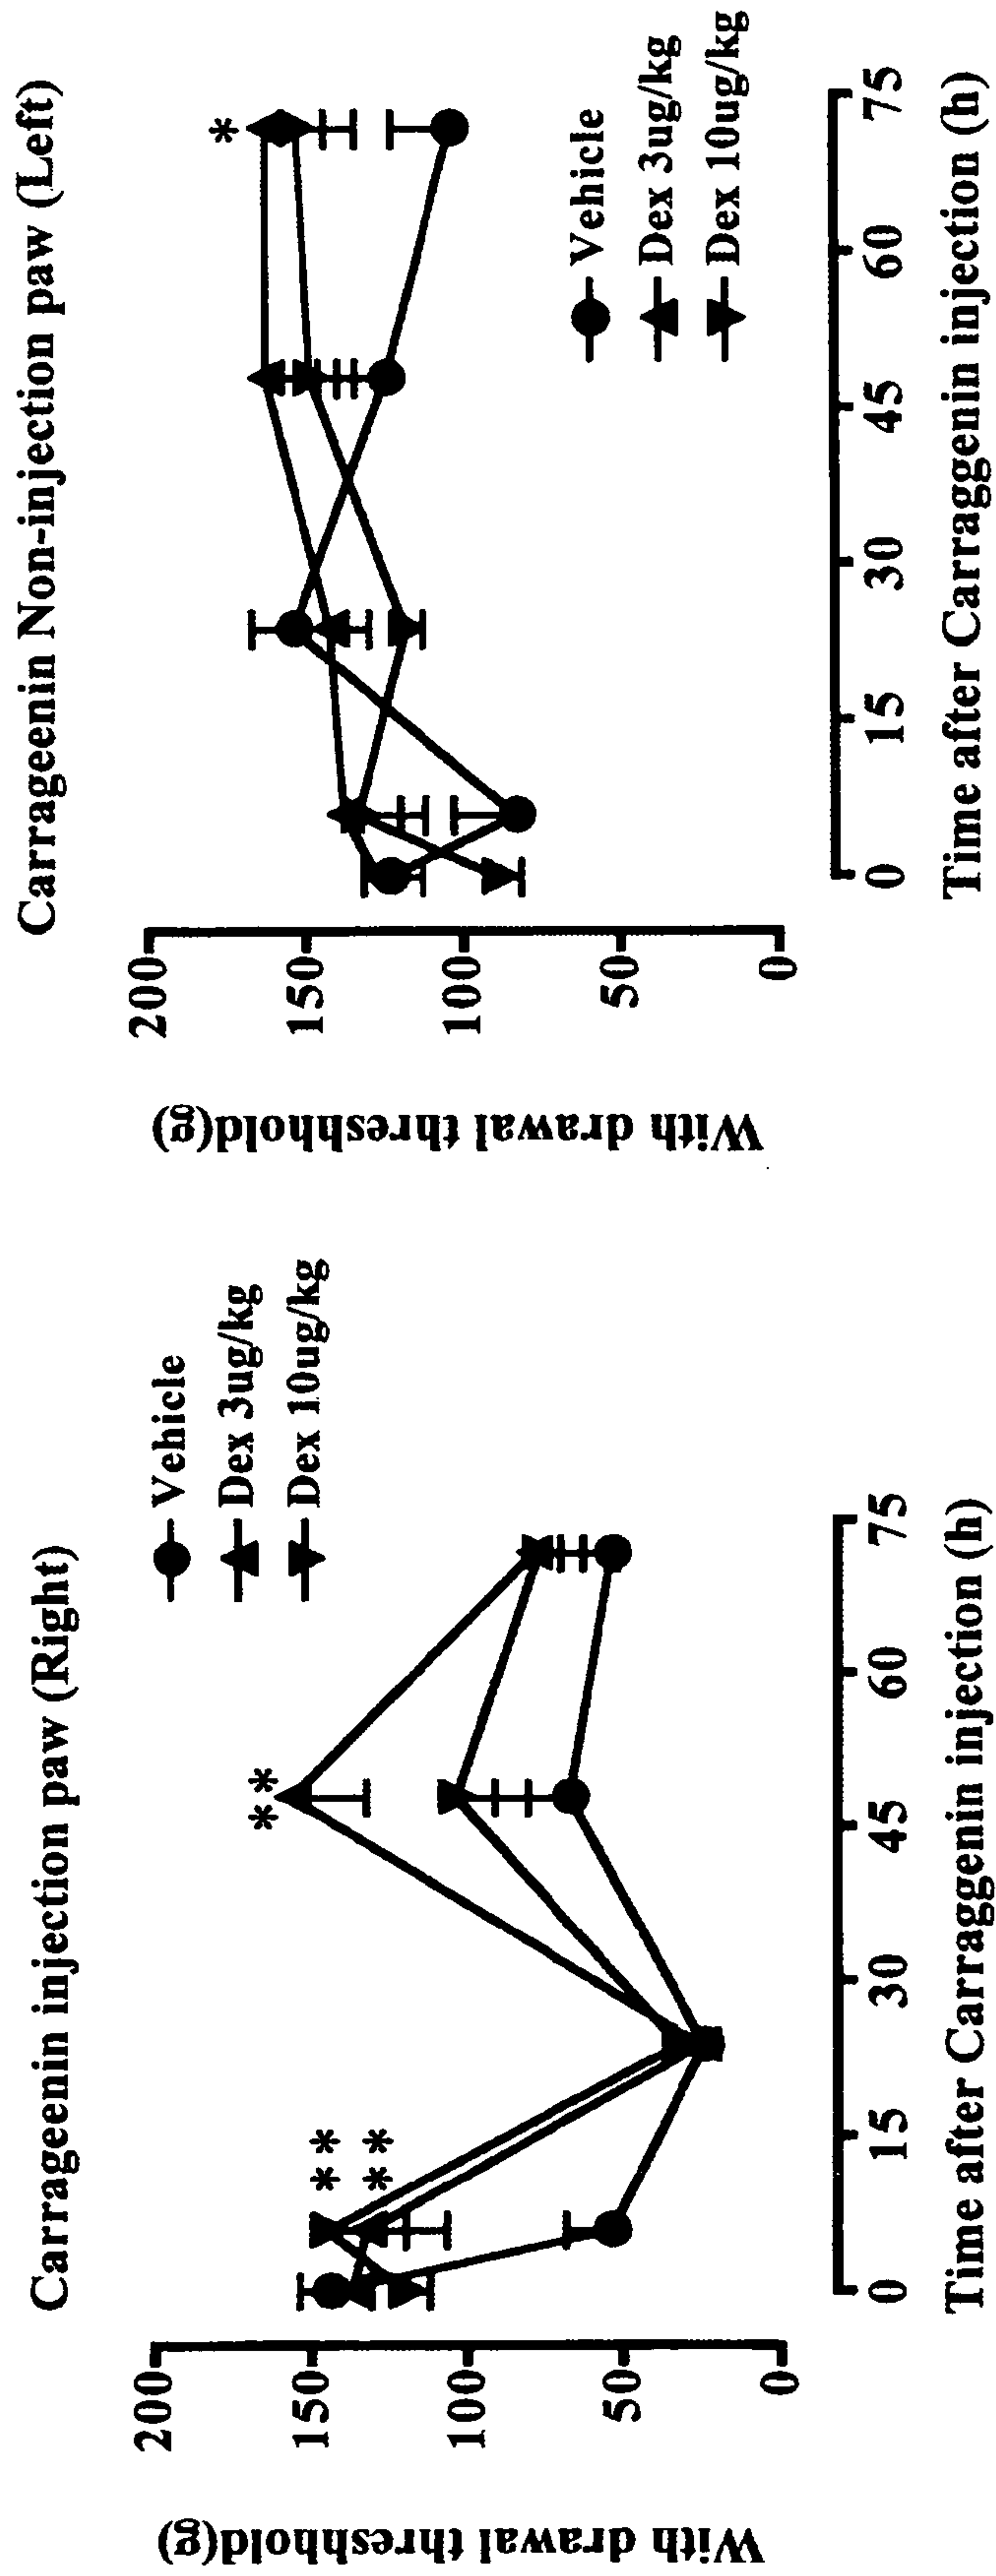 Carrageenin injection paw (Right)
With drawal threshhold(g)
200
150
100
50
0
**
**
**
Vehicle
Dex 3ug/kg
Dex 10ug/kg
0 15 30 45 60 75
Time after Carraggenin injection (h)
Carrageenin Non-injection paw (Left)
With drawal threshhold(g)
200
150
100
50
0
*
Vehicle
Dex 3ug/kg
Dex 10ug/kg
0 15 30 45 60 75
Time after Carraggenin injection (h)